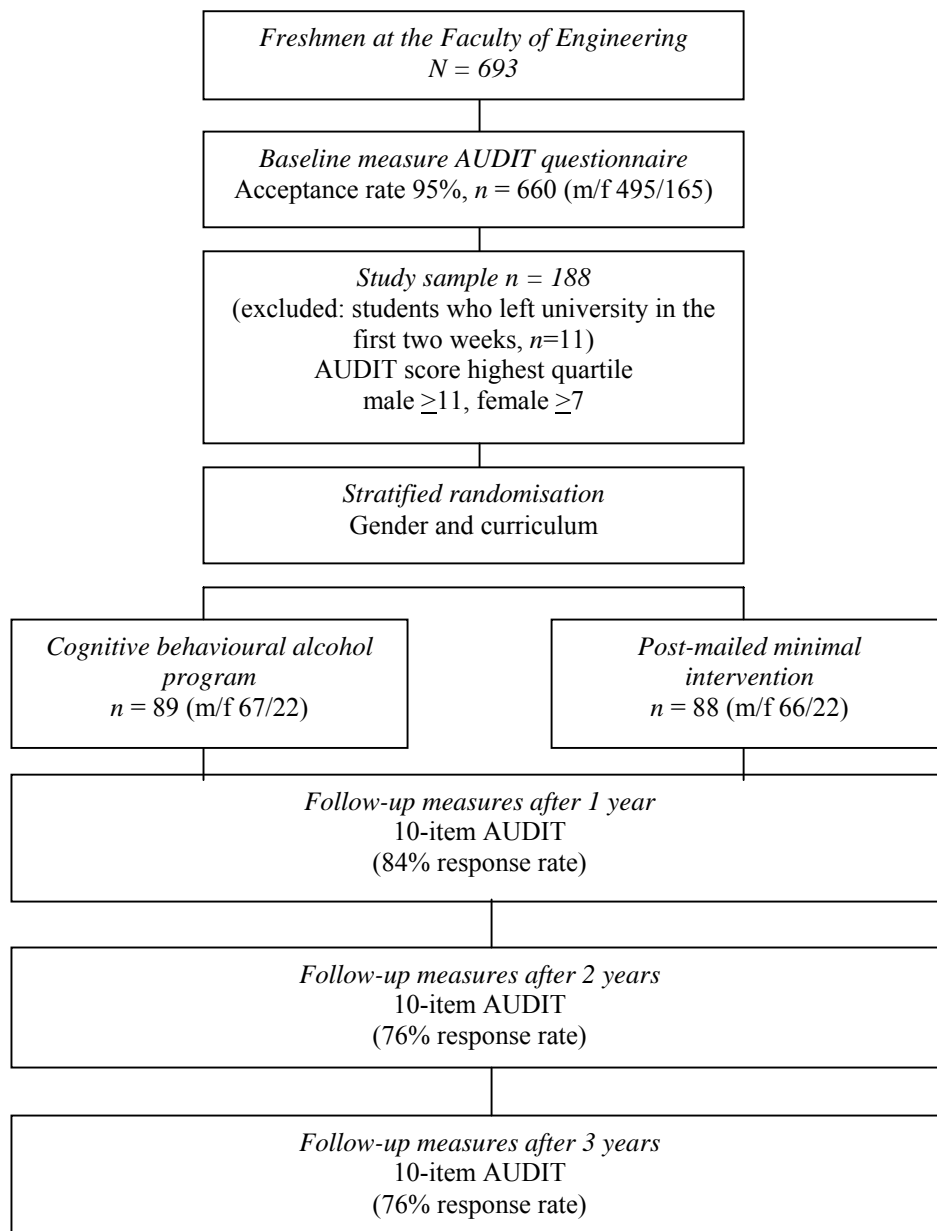 Freshmen at the Faculty of Engineering
N = 693
Baseline measure AUDIT questionnaire
Acceptance rate 95%, n = 660 (m/f 495/165)
Study sample n = 188
(excluded: students who left university in the
first two weeks, n=11)
AUDIT score highest quartile
male ≥11, female ≥7
Stratified randomisation
Gender and curriculum
Cognitive behavioural alcohol
program
n = 89 (m/f 67/22)
Post-mailed minimal
intervention
n = 88 (m/f 66/22)
Follow-up measures after 1 year
10-item AUDIT
(84% response rate)
Follow-up measures after 2 years
10-item AUDIT
(76% response rate)
Follow-up measures after 3 years
10-item AUDIT
(76% response rate)